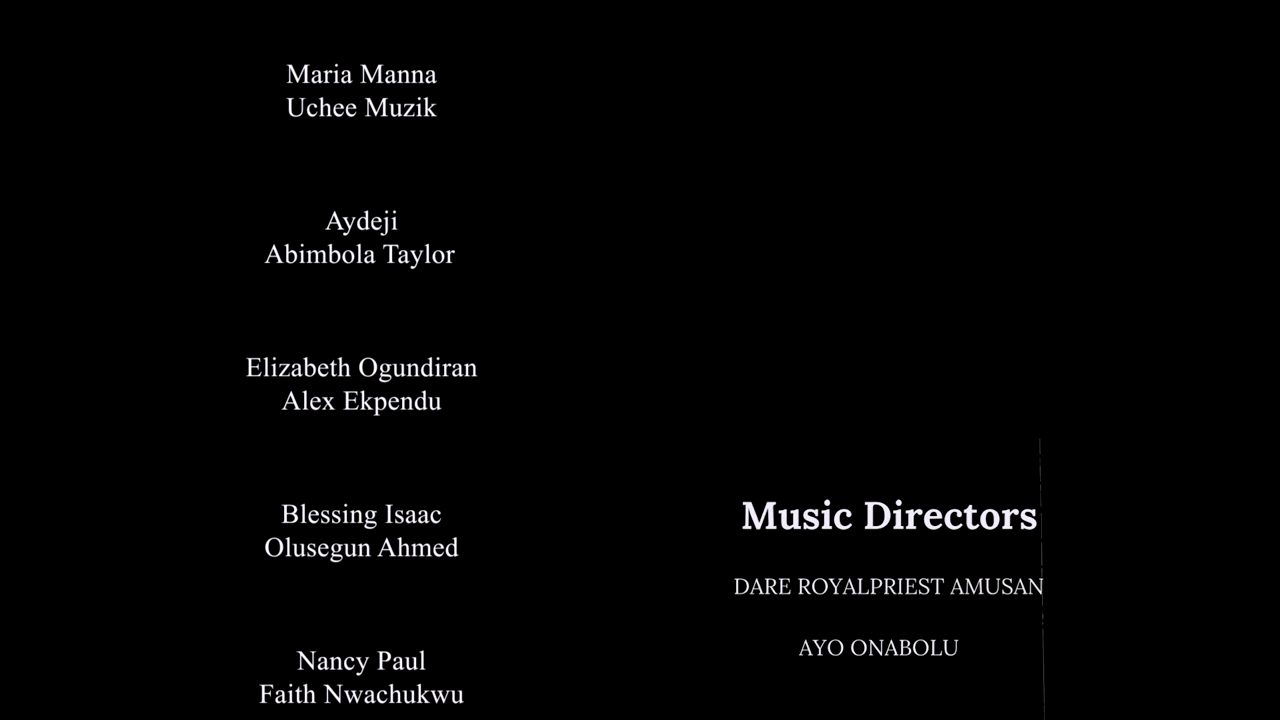 Maria Manna
Uchee Muzik
Aydeji
Abimbola Taylor
Elizabeth Ogundiran
Alex Ekpendu
Blessing Isaac
Olusegun Ahmed
Nancy Paul
Faith Nwachukwu
Music Directors
DARE ROYALPRIEST AMUSAN
AYO ONABOLU